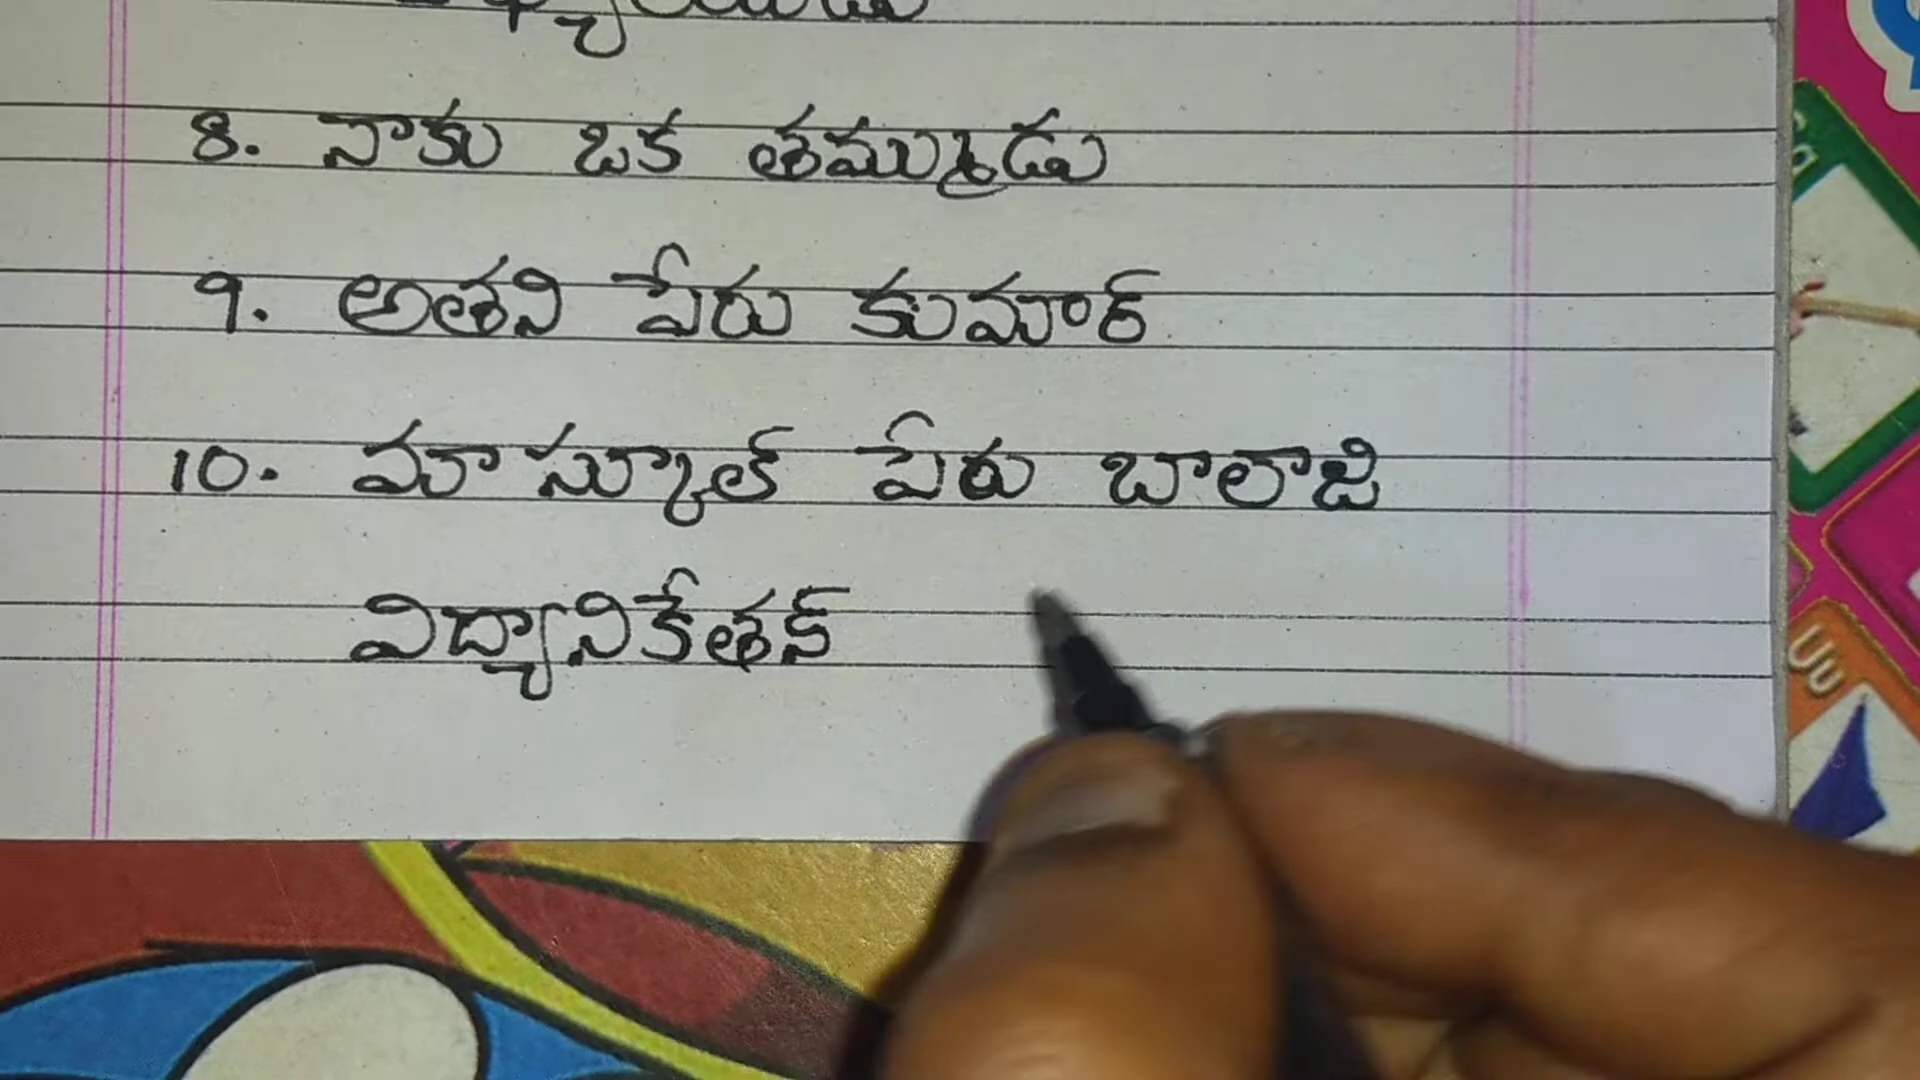 8. నాకు ఒక తమ్ముడు
9. అతని పేరు కుమార్
10. మా స్కూల్ పేరు బాలాజి
విద్యానికేతన్